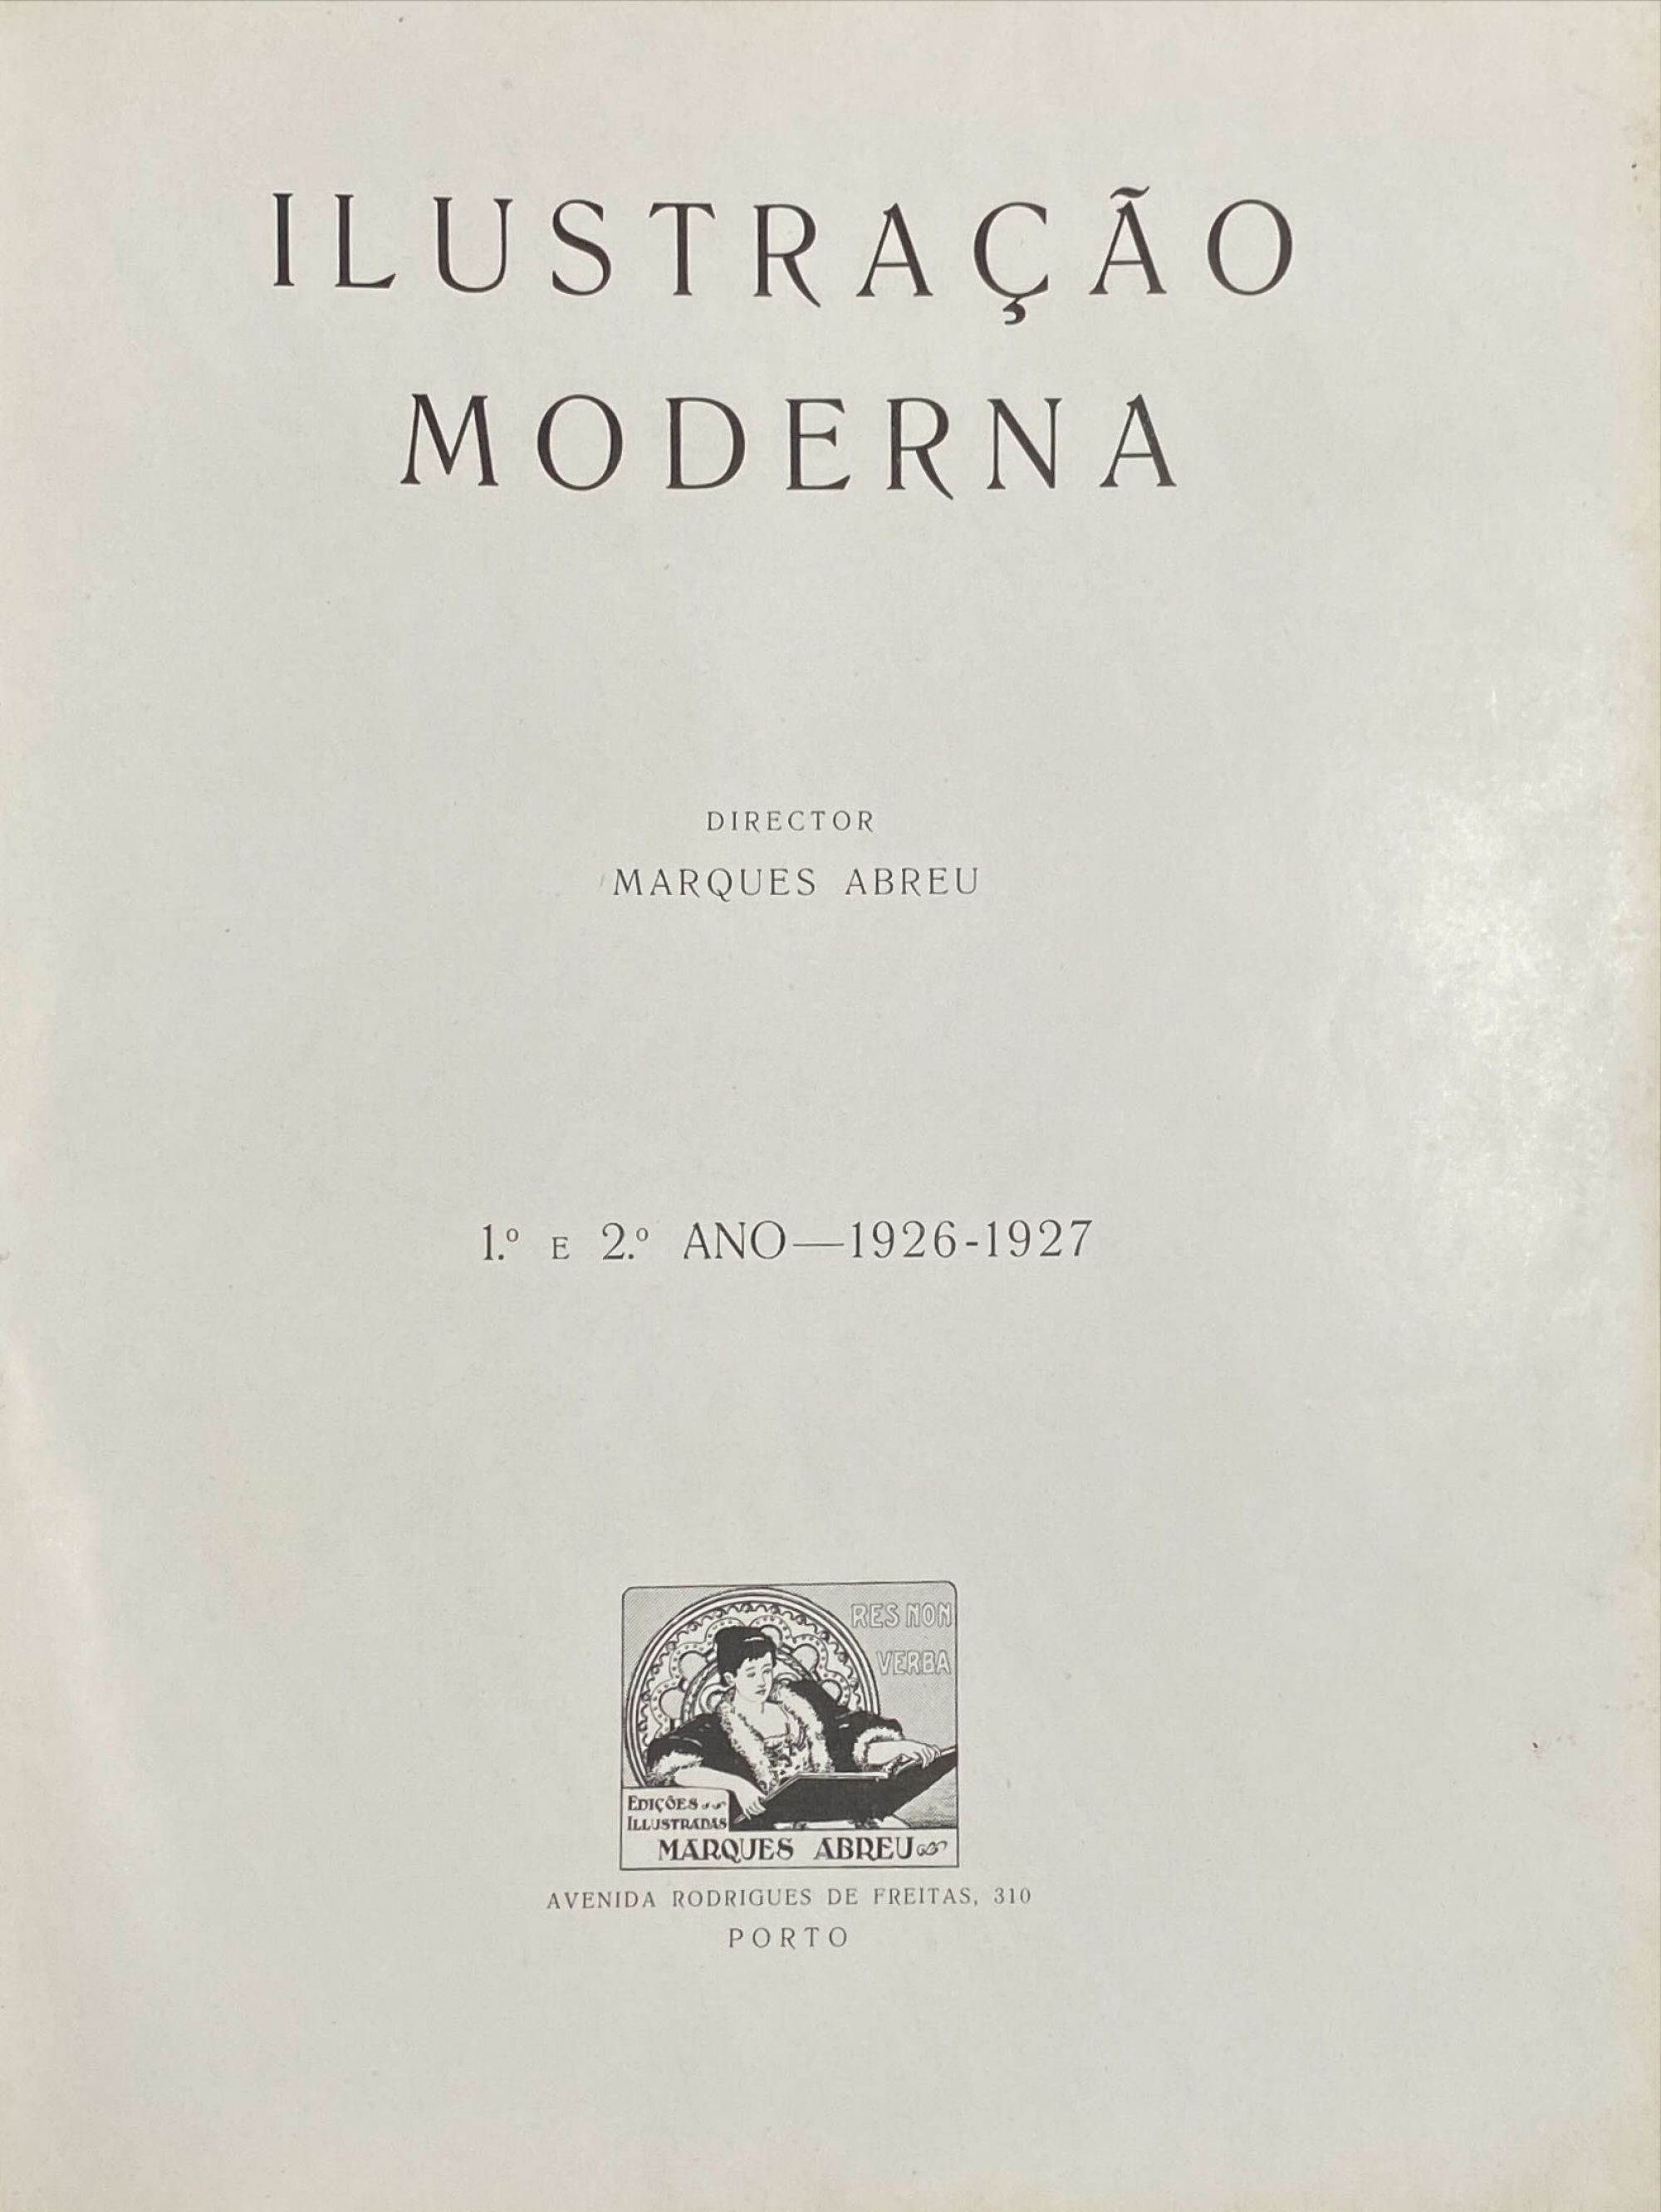 ILUSTRAÇÃO
MODERNA
DIRECTOR
MARQUES ABREU
1.º E 2.º ANO—1926-1927
RES NON
VERBA
EDIÇÕES
ILLUSTRADAS
MARQUES ABREU
AVENIDA RODRIGUES DE FREITAS, 310
PORTO